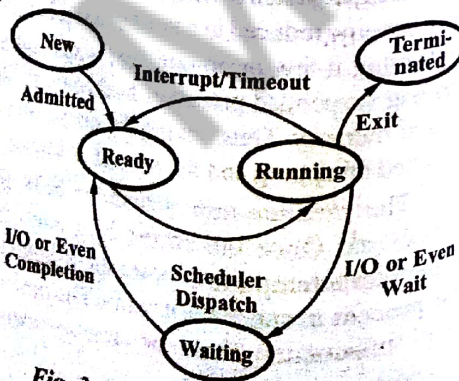 New
Termi-
nated
Interrupt/Timeout
Admitted
Exit
Ready
Running
I/O or Even
Completion
Scheduler
Dispatch
I/O or Even
Wait
Waiting
Fig.